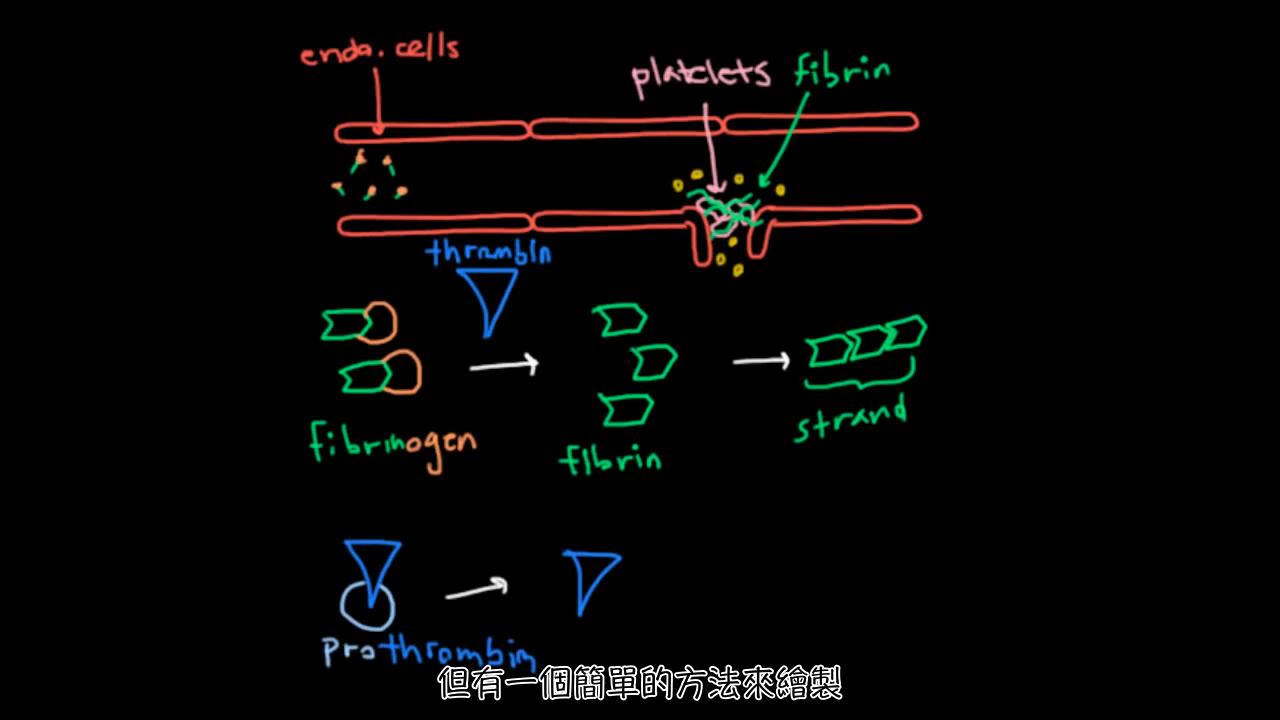 endo. cells
platelets fibrin
thrombin
fibrinogen
fibrin
strand
prothrombin
但有一個簡單的方法來繪製